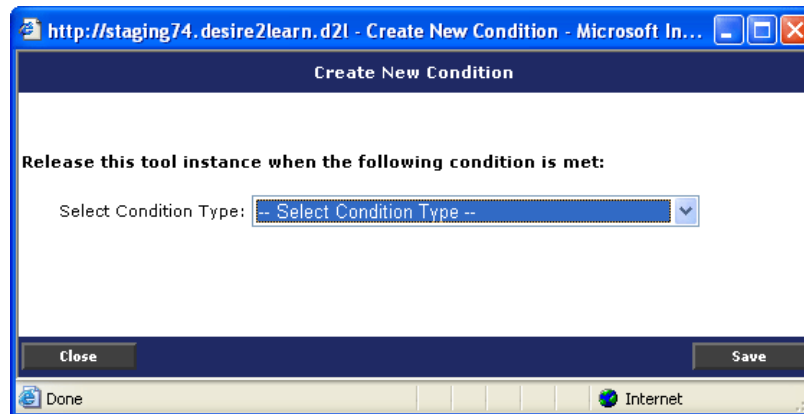 http://staging74.desire2learn.d2l - Create New Condition - Microsoft In...
Create New Condition
Release this tool instance when the following condition is met:
Select Condition Type: -- Select Condition Type --
Close Save
Done Internet